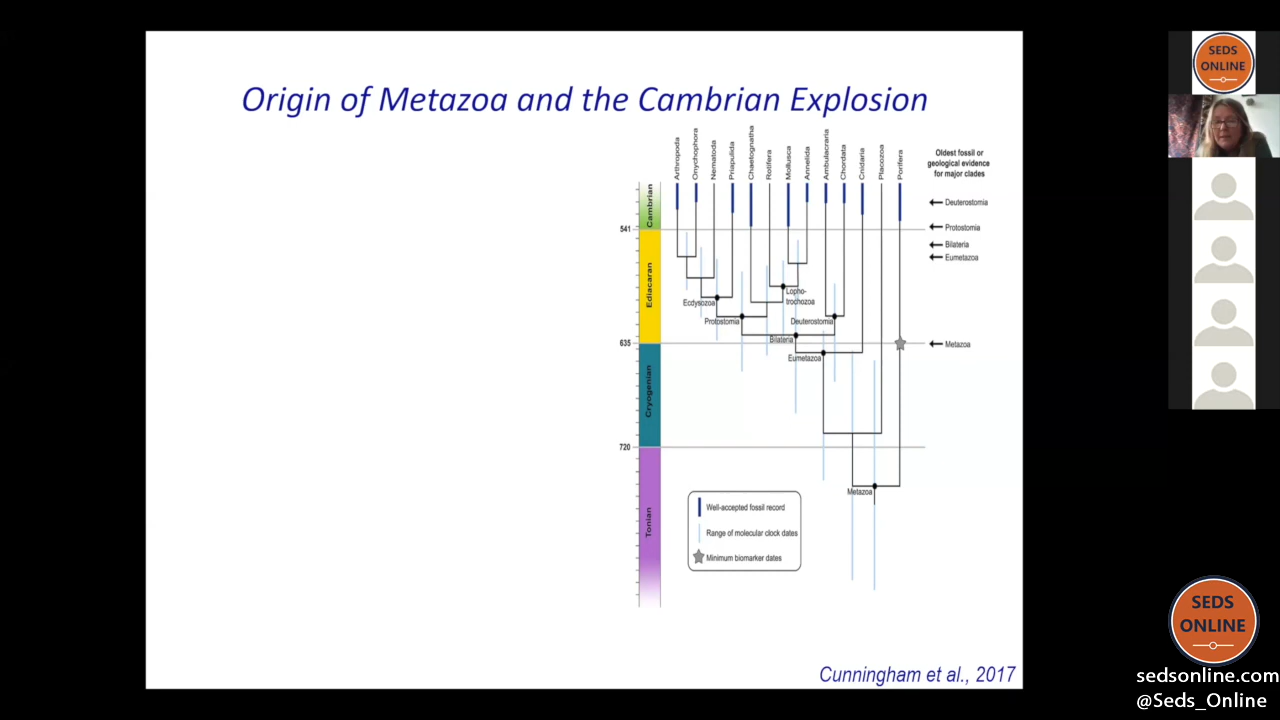 Origin of Metazoa and the Cambrian Explosion
Arthropoda
Onychophora
Nematoda
Priapulida
Chaetognatha
Rotifera
Mollusca
Annelida
Ambulacraria
Chordata
Cnidaria
Placozoa
Porifera
Oldest fossil or
geological evidence
for major clades
Cambrian
Deuterostomia
541
Protostomia
Bilateria
Eumetazoa
Ediacaran
Lopho-
trochozoa
Ecdysozoa
Protostomia
Deuterostomia
Bilateria
635
Metazoa
Eumetazoa
Cryogenian
720
Metazoa
Tonian
Well-accepted fossil record
Range of molecular clock dates
Minimum biomarker dates
Cunningham et al., 2017
SEDS
ONLINE
SEDS
ONLINE
sedsonline.com
@Seds_Online